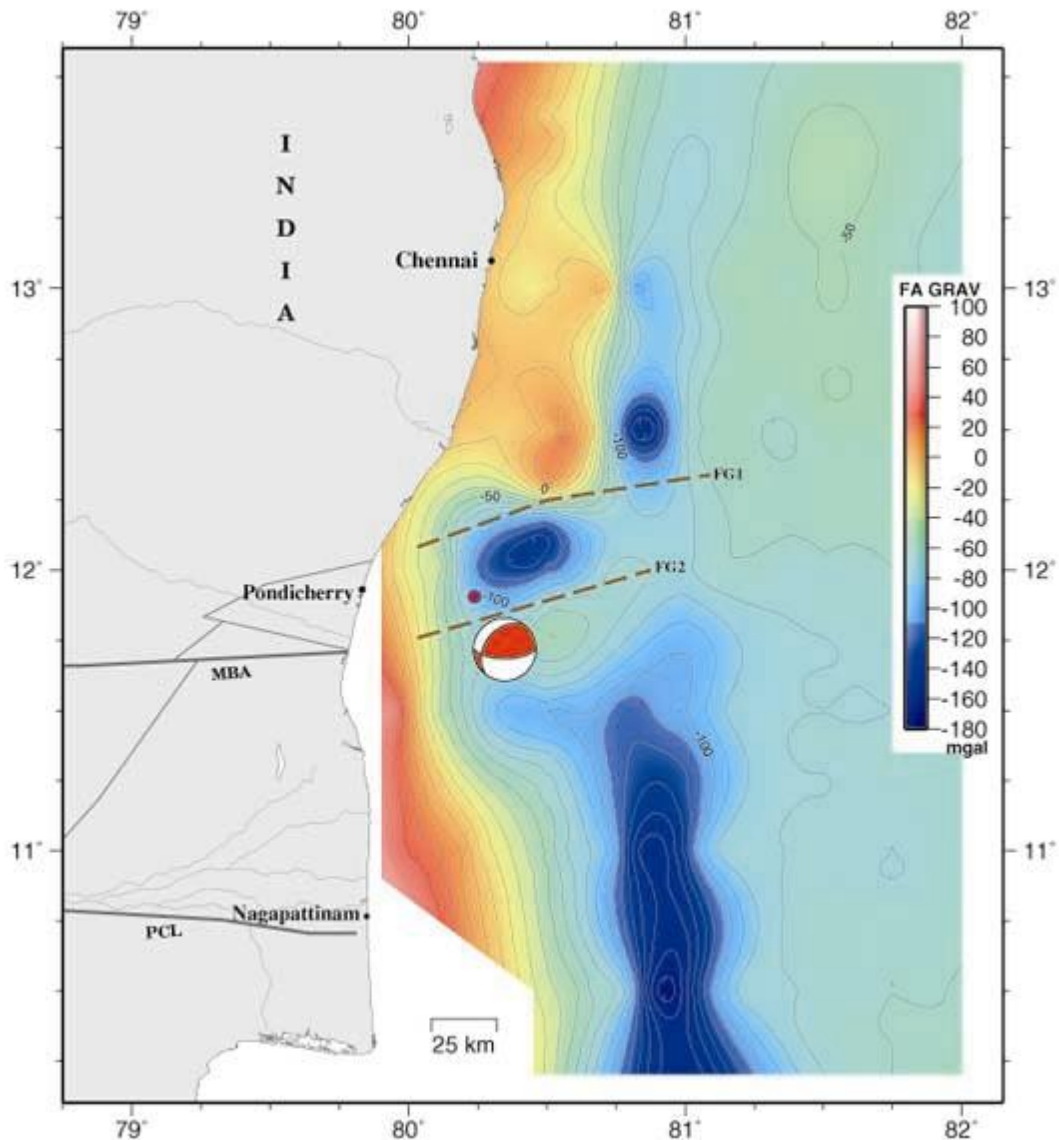 79°
80°
81°
82°
I
N
D
I
A
-50
Chennai
13°
13°
FA GRAV
100
80
60
40
20
0
-20
-40
-60
-80
-100
-120
-140
-160
-180
mgal
-100
FG1
0
-50
12°
12°
FG2
Pondicherry
-100
MBA
-100
11°
11°
Nagapattinam
PCL
25 km
79°
80°
81°
82°